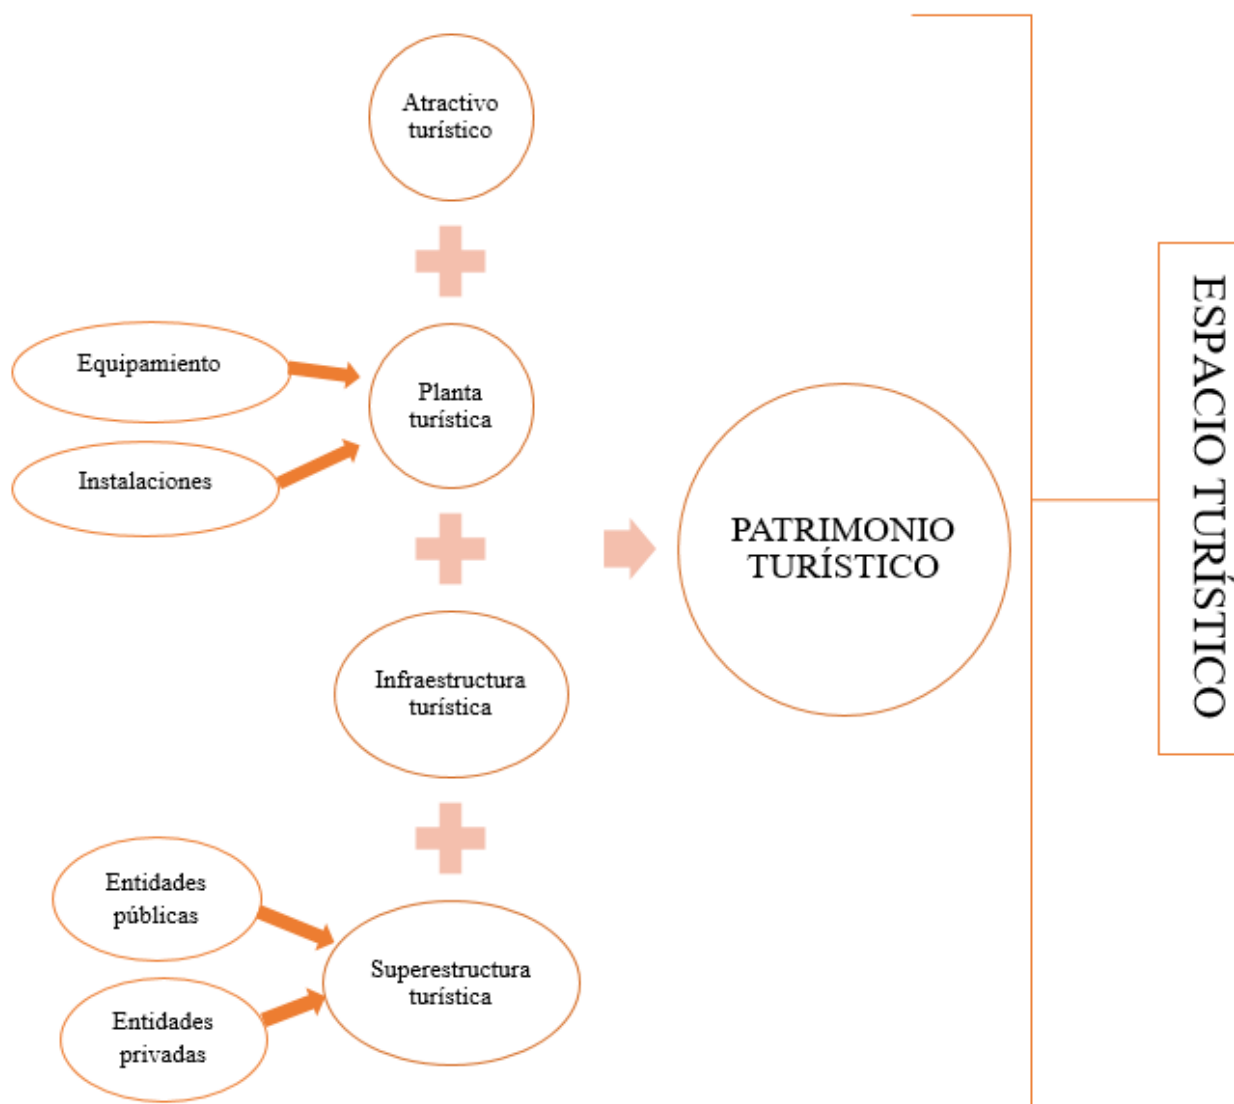 Atractivo
turístico
Equipamiento
Instalaciones
Planta
turística
Infraestructura
turística
Entidades
públicas
Entidades
privadas
Superestructura
turística
PATRIMONIO
TURÍSTICO
ESPACIO TURÍSTICO